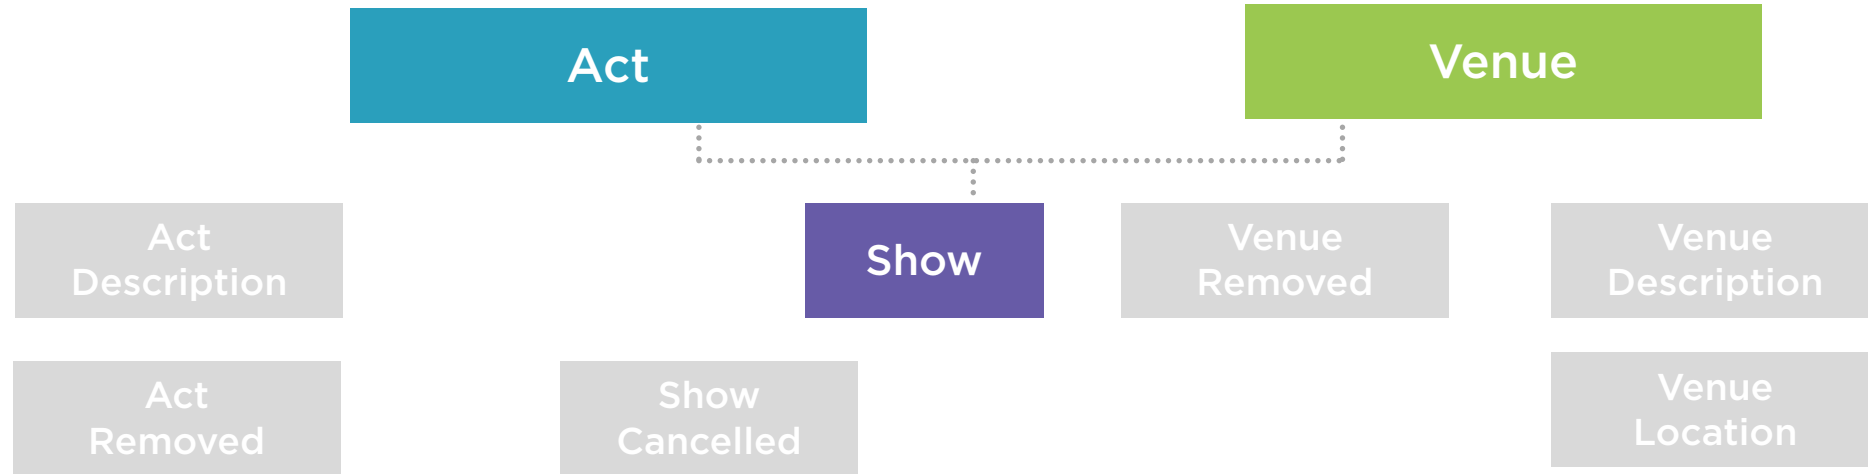 Act
Venue
Act
Description
Show
Venue
Removed
Venue
Description
Act
Removed
Show
Cancelled
Venue
Location